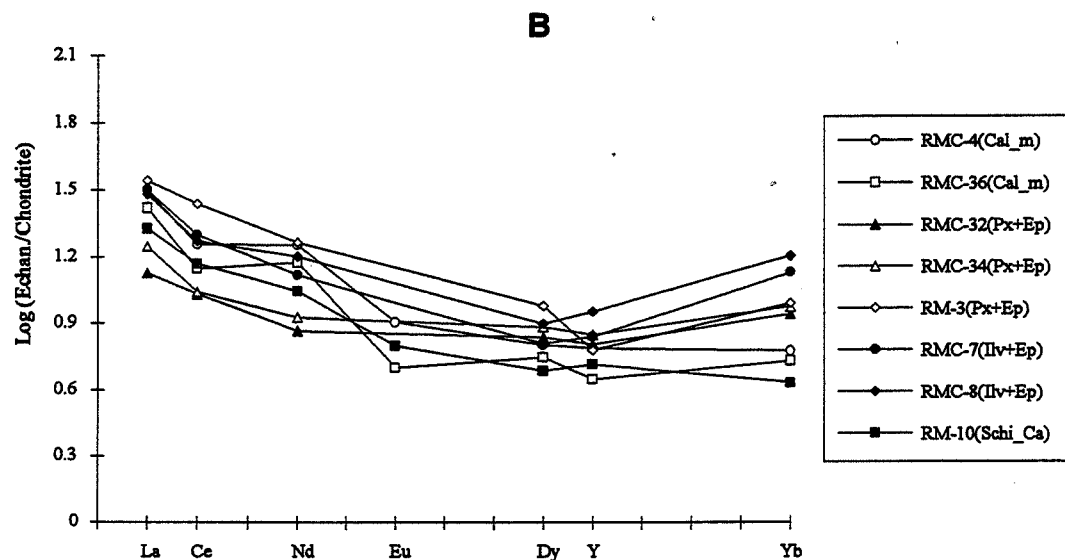 B
Log (Echan./Chondrite)
2.1
1.8
1.5
1.2
0.9
0.6
0.3
0
La Ce Nd Eu Dy Y Yb
RMC-4(Cal_m)
RMC-36(Cal_m)
RMC-32(Px+Ep)
RMC-34(Px+Ep)
RM-3(Px+Ep)
RMC-7(Ilv+Ep)
RMC-8(Ilv+Ep)
RM-10(Schi_Ca)